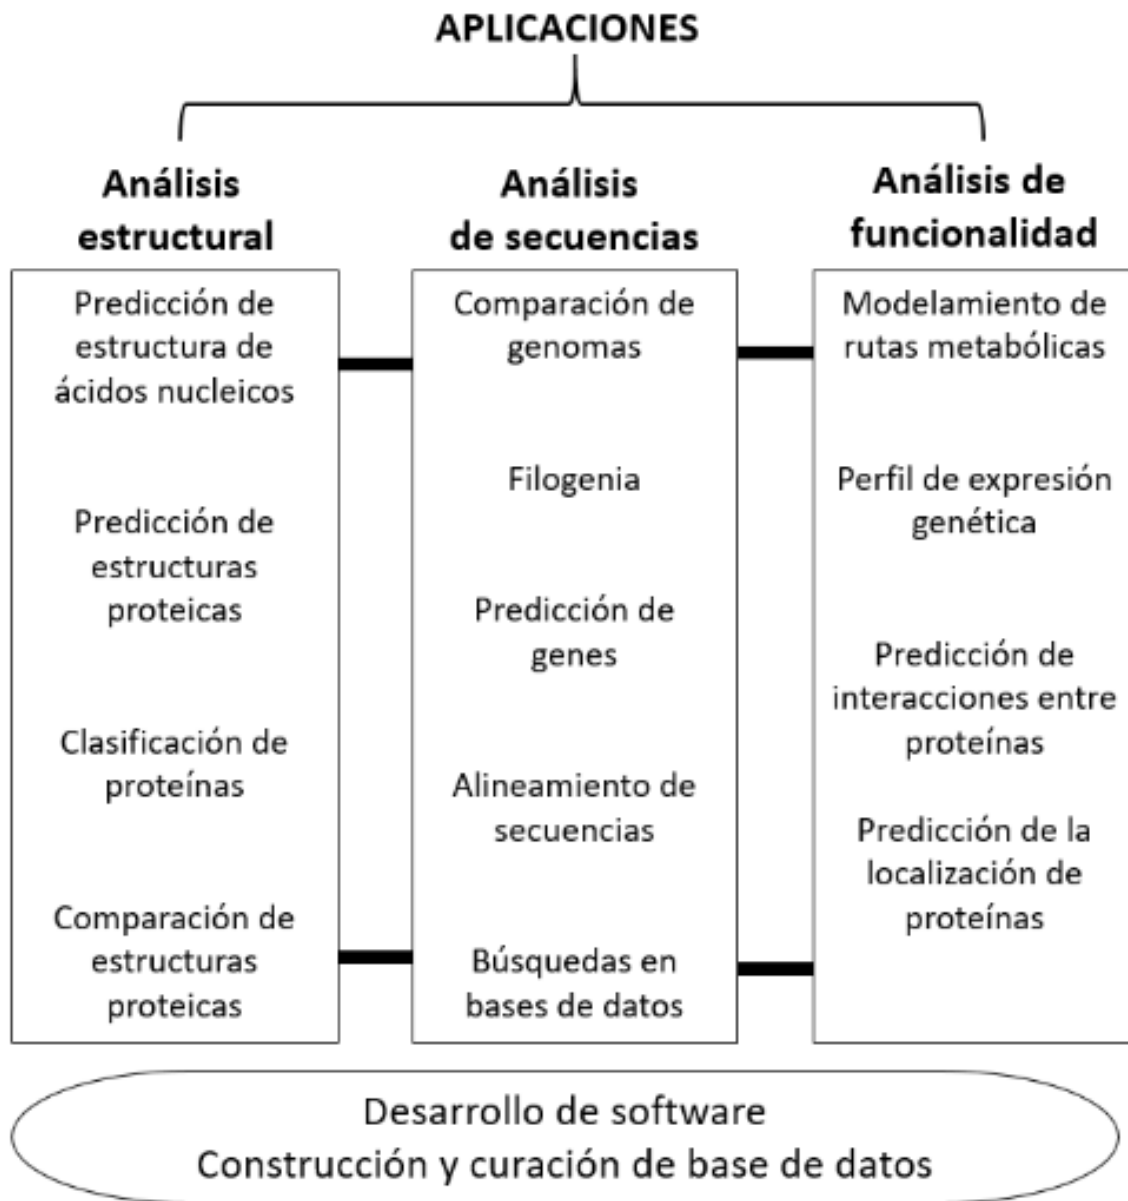 APLICACIONES
Análisis
estructural
Predicción de
estructura de
ácidos nucleicos
Predicción de
estructuras
proteicas
Clasificación de
proteínas
Comparación de
estructuras
proteicas
Análisis
de secuencias
Comparación de
genomas
Filogenia
Predicción de
genes
Alineamiento de
secuencias
Búsquedas en
bases de datos
Análisis de
funcionalidad
Modelamiento de
rutas metabólicas
Perfil de expresión
genética
Predicción de
interacciones entre
proteínas
Predicción de la
localización de
proteínas
Desarrollo de software
Construcción y curación de base de datos